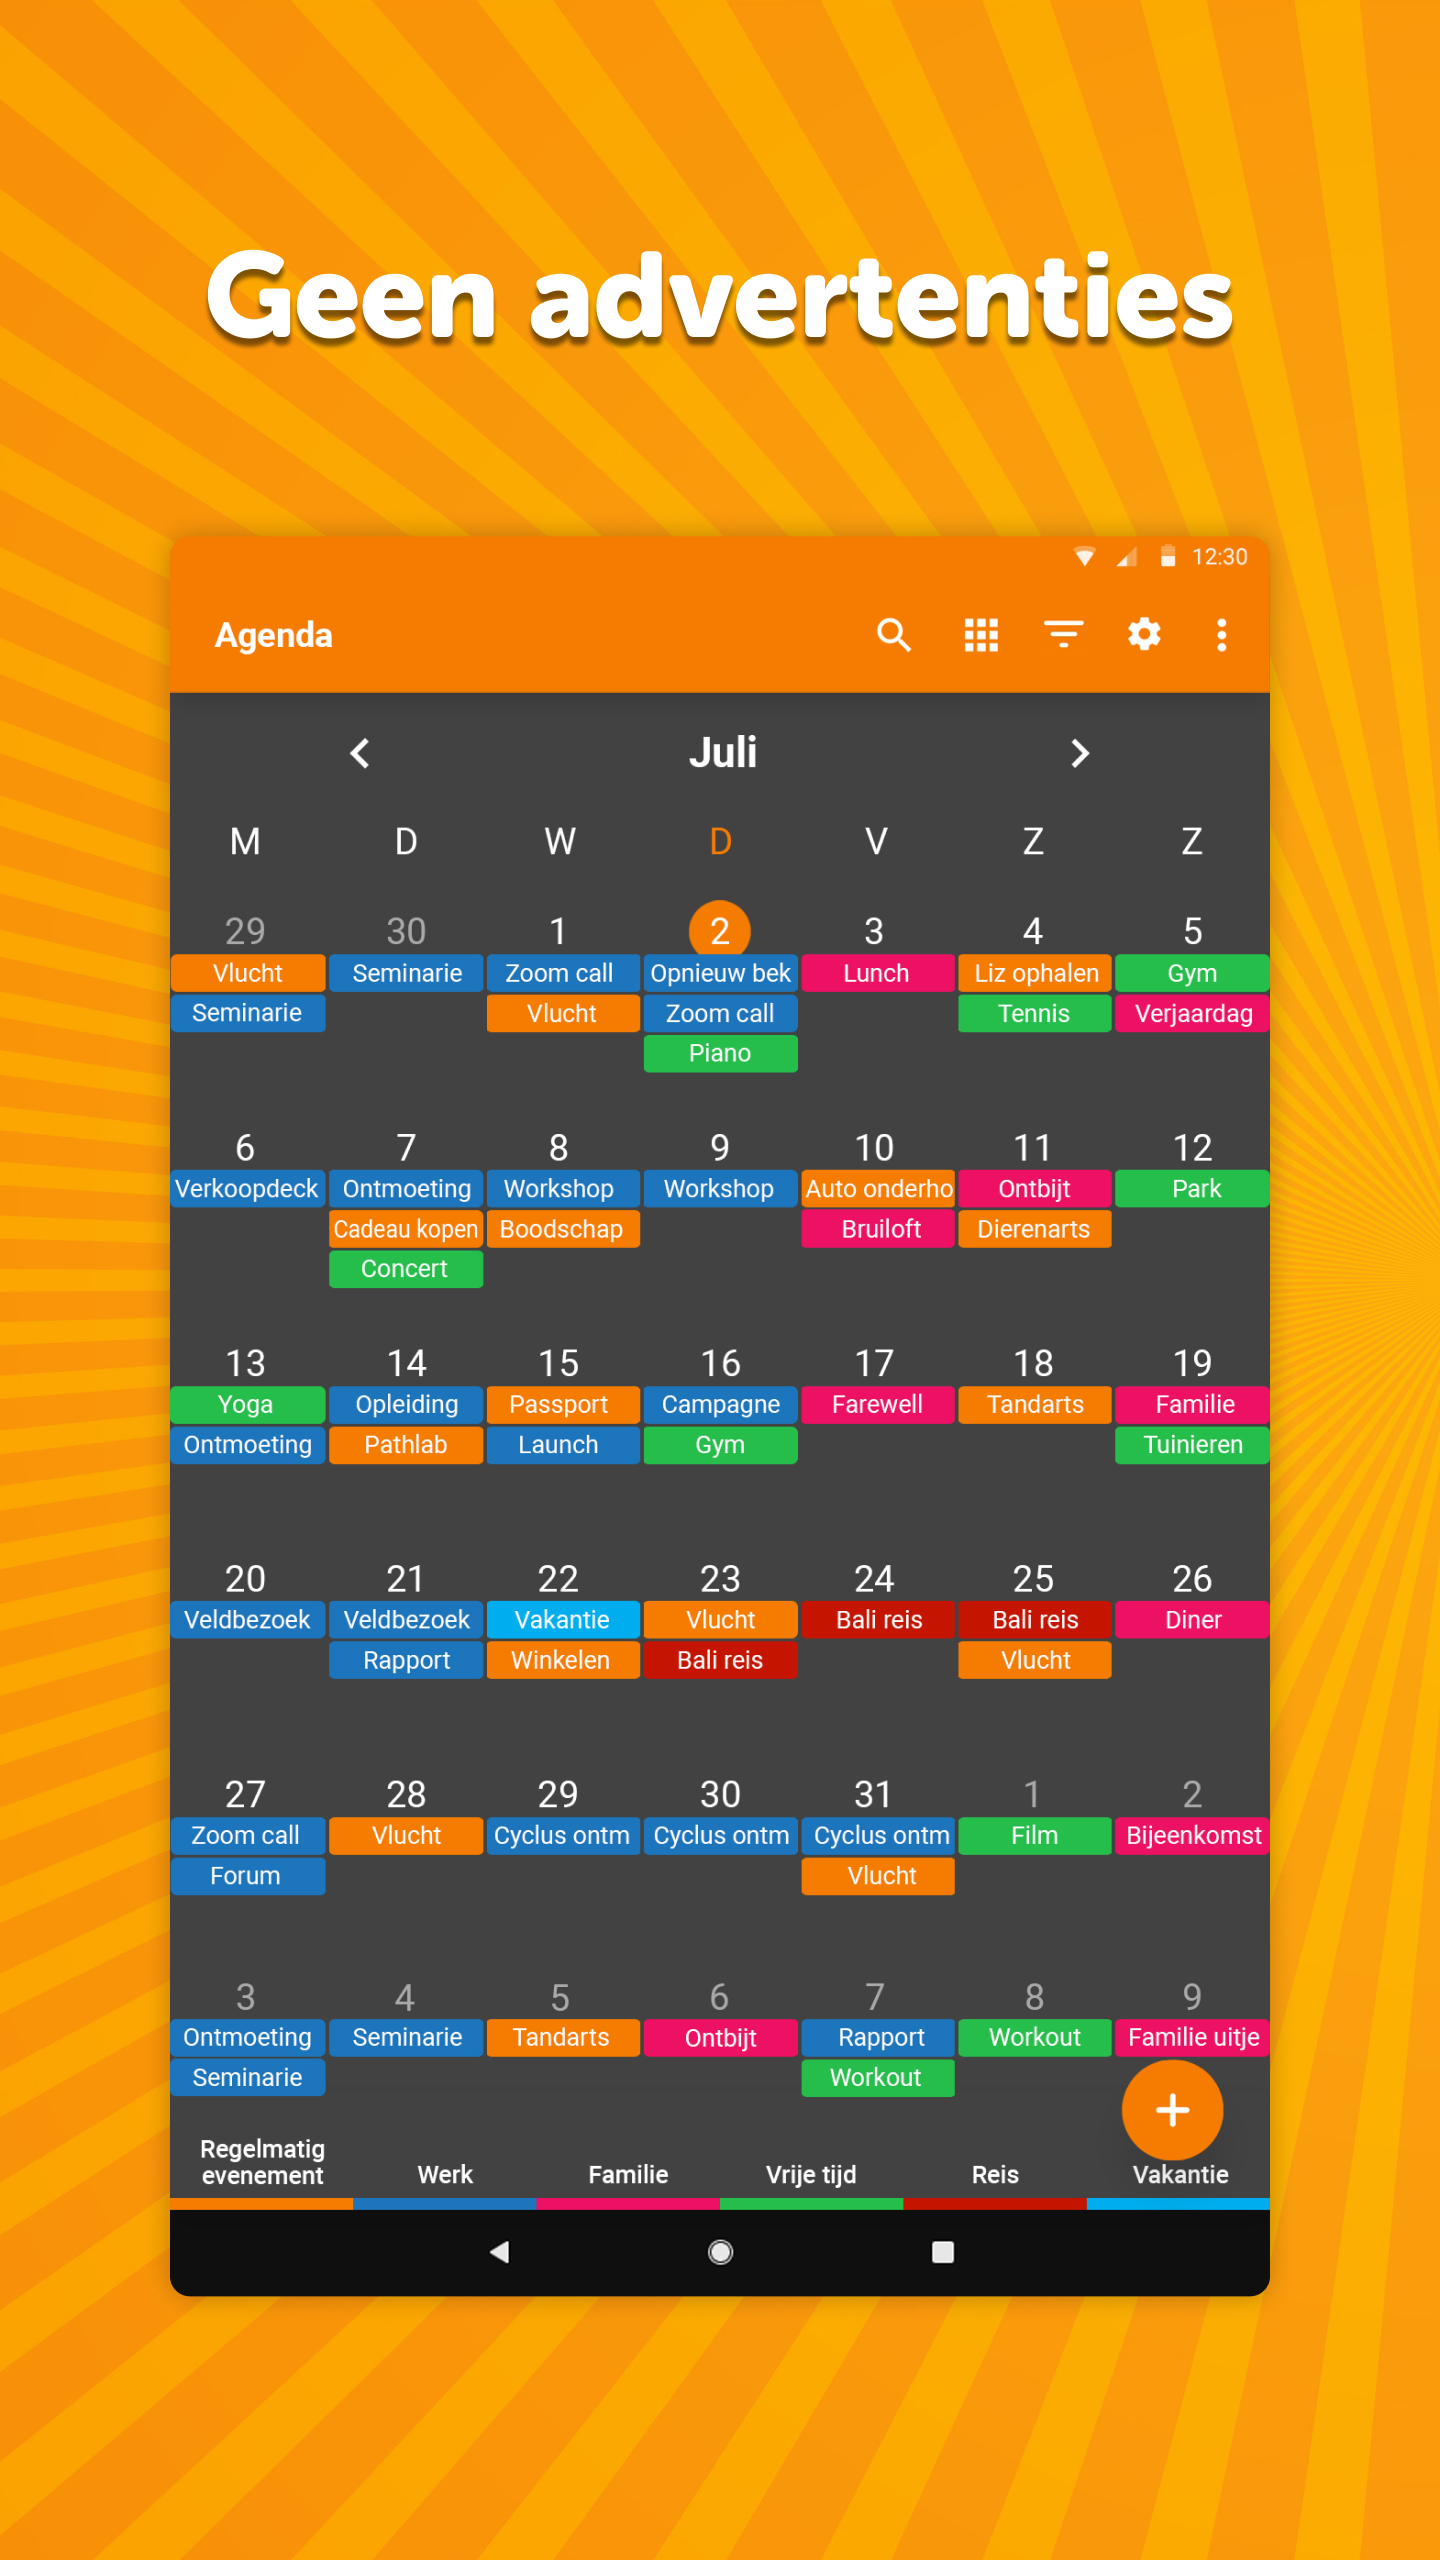 Geen advertenties
12:30
Agenda
Juli
M D W D V Z Z
29 30 1 2 3 4 5
Vlucht Seminarie Zoom call Opnieuw bek Lunch Liz ophalen Gym
Seminarie Vlucht Zoom call Tennis Verjaardag
Piano
6 7 8 9 10 11 12
Verkoopdeck Ontmoeting Workshop Workshop Auto onderho Ontbijt Park
Cadeau kopen Boodschap Bruiloft Dierenarts
Concert
13 14 15 16 17 18 19
Yoga Opleiding Passport Campagne Farewell Tandarts Familie
Ontmoeting Pathlab Launch Gym Tuinieren
20 21 22 23 24 25 26
Veldbezoek Veldbezoek Vakantie Vlucht Bali reis Bali reis Diner
Rapport Winkelen Bali reis Vlucht
27 28 29 30 31 1 2
Zoom call Vlucht Cyclus ontm Cyclus ontm Cyclus ontm Film Bijeenkomst
Forum Vlucht
3 4 5 6 7 8 9
Ontmoeting Seminarie Tandarts Ontbijt Rapport Workout Familie uitje
Seminarie Workout
Regelmatig
evenement Werk Familie Vrije tijd Reis Vakantie